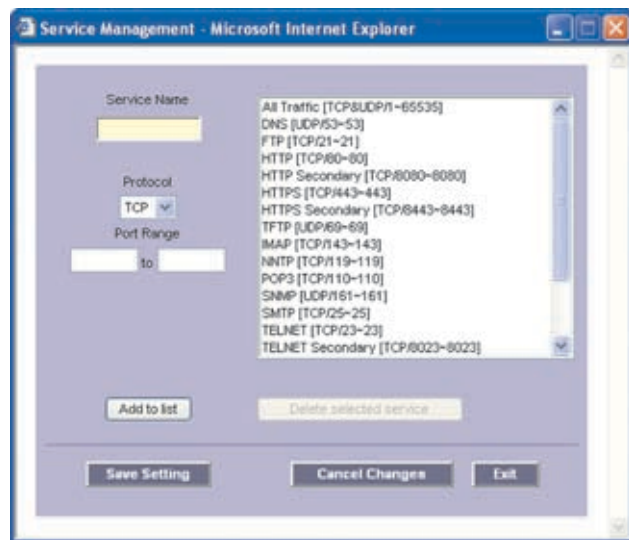 Service Management - Microsoft Internet Explorer
Service Name
Protocol
TCP
Port Range
to
All Traffic [TCP&UDP/1~65535]
DNS [UDP/53~53]
FTP [TCP/21~21]
HTTP [TCP/80~80]
HTTP Secondary [TCP/8080~8080]
HTTPS [TCP/443~443]
HTTPS Secondary [TCP/8443~8443]
TFTP [UDP/69~69]
IMAP [TCP/143~143]
NNTP [TCP/119~119]
POP3 [TCP/110~110]
SNMP [UDP/161~161]
SMTP [TCP/25~25]
TELNET [TCP/23~23]
TELNET Secondary [TCP/8023~8023]
Add to list
Delete selected service
Save Setting
Cancel Changes
Exit